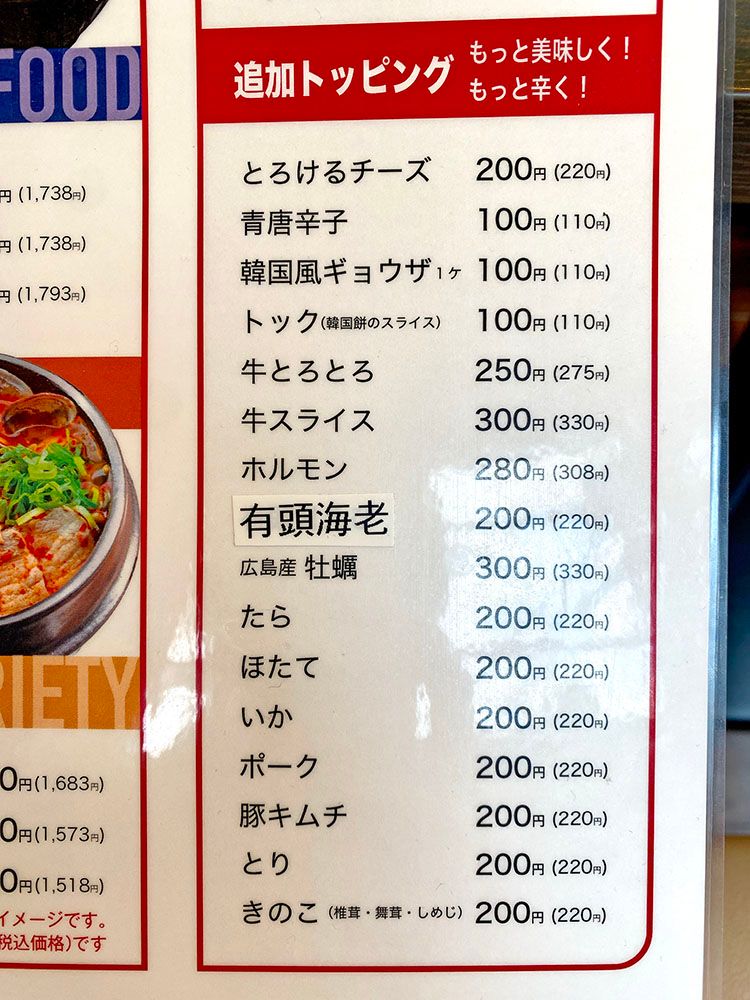 FOOD
円 (1,738円)
円 (1,738円)
円 (1,793円)
RIETY
0円(1,683円)
0円(1,573円)
0円(1,518円)
イメージです。
税込価格)です
追加トッピング
もっと美味しく!
もっと辛く!
とろけるチーズ 200円 (220円)
青唐辛子 100円 (110円)
韓国風ギョウザ1ヶ 100円 (110円)
トック(韓国餅のスライス) 100円 (110円)
牛とろとろ 250円 (275円)
牛スライス 300円 (330円)
ホルモン 280円 (308円)
有頭海老 200円 (220円)
広島産 牡蠣 300円 (330円)
たら 200円 (220円)
ほたて 200円 (220円)
いか 200円 (220円)
ポーク 200円 (220円)
豚キムチ 200円 (220円)
とり 200円 (220円)
きのこ (椎茸・舞茸・しめじ) 200円 (220円)